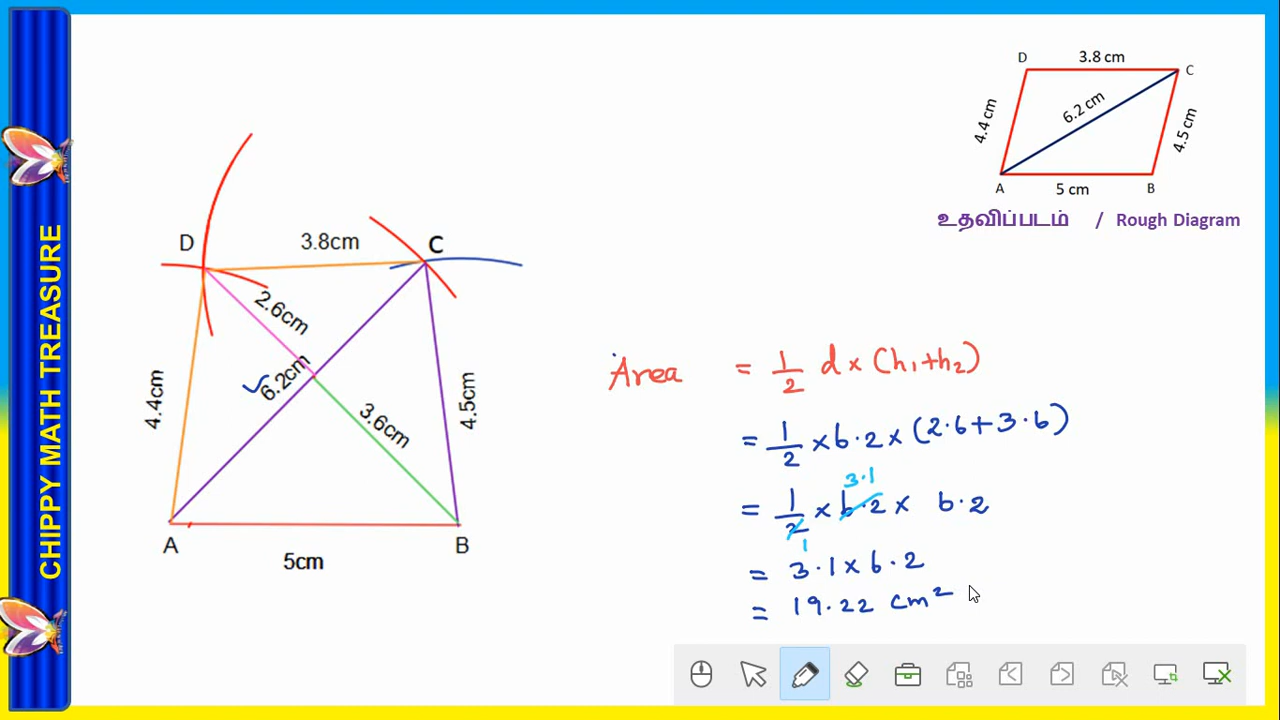 CHIPPY MATH TREASURE
D 3.8cm C
2.6cm
6.2cm
3.6cm
4.4cm
4.5cm
A B
5cm
D 3.8 cm C
4.4 cm
6.2 cm
4.5 cm
A 5 cm B
உதவிப்படம் / Rough Diagram
Area = 1/2 d × (h₁+h₂)
= 1/2 × 6.2 × (2.6+3.6)
3.1
= 1/2 × 6.2 × 6.2
1
= 3.1 × 6.2
= 19.22 cm²